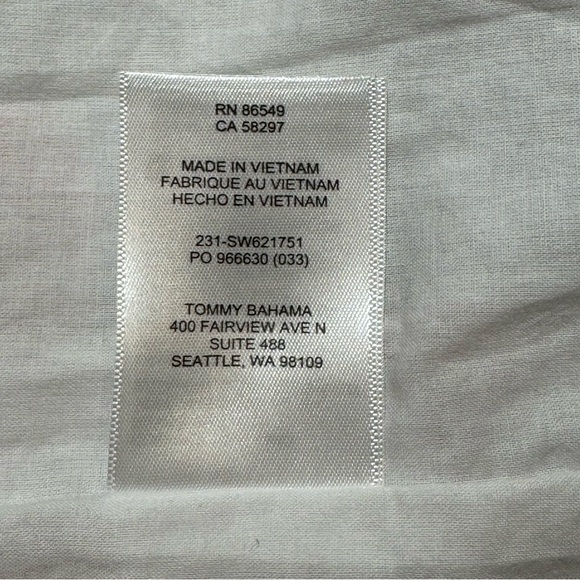 RN 86549
CA 58297
MADE IN VIETNAM
FABRIQUE AU VIETNAM
HECHO EN VIETNAM
231-SW621751
PO 966630 (033)
TOMMY BAHAMA
400 FAIRVIEW AVE N
SUITE 488
SEATTLE, WA 98109